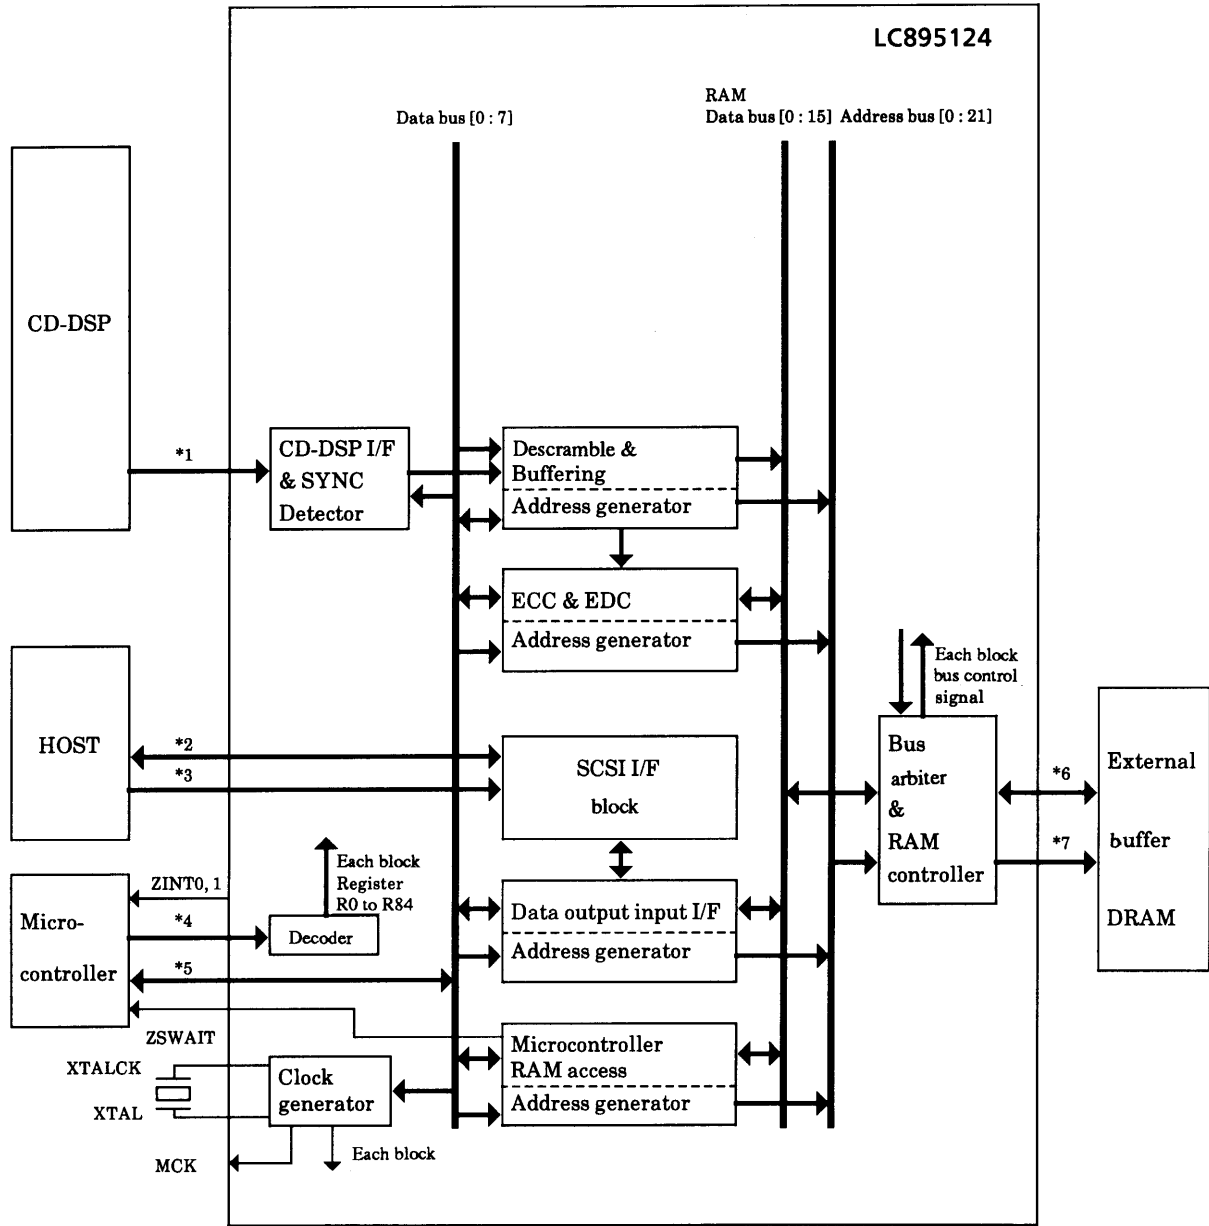 LC895124
RAM
Data bus [0 : 7]
Data bus [0 : 15] Address bus [0 : 21]
CD-DSP
*1
CD-DSP I/F
& SYNC
Detector
Descramble &
Buffering
Address generator
ECC & EDC
Address generator
Each block
bus control
signal
HOST
*2
*3
SCSI I/F
block
Bus
arbiter
&
RAM
controller
*6
*7
External
buffer
DRAM
Each block
Register
R0 to R84
ZINT0, 1
*4
Decoder
Micro-
controller
*5
Data output input I/F
Address generator
ZSWAIT
Microcontroller
RAM access
Address generator
XTALCK
XTAL
Clock
generator
MCK
Each block